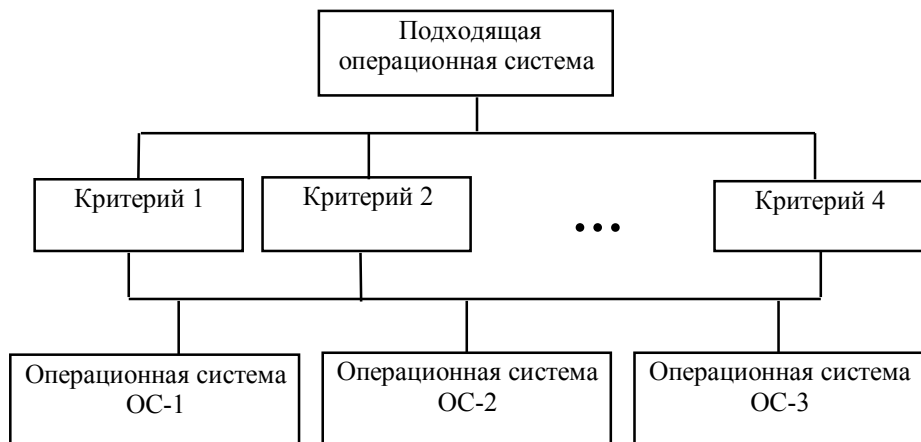 Подходящая
операционная система
Критерий 1
Критерий 2
...
Критерий 4
Операционная система
ОС-1
Операционная система
ОС-2
Операционная система
ОС-3